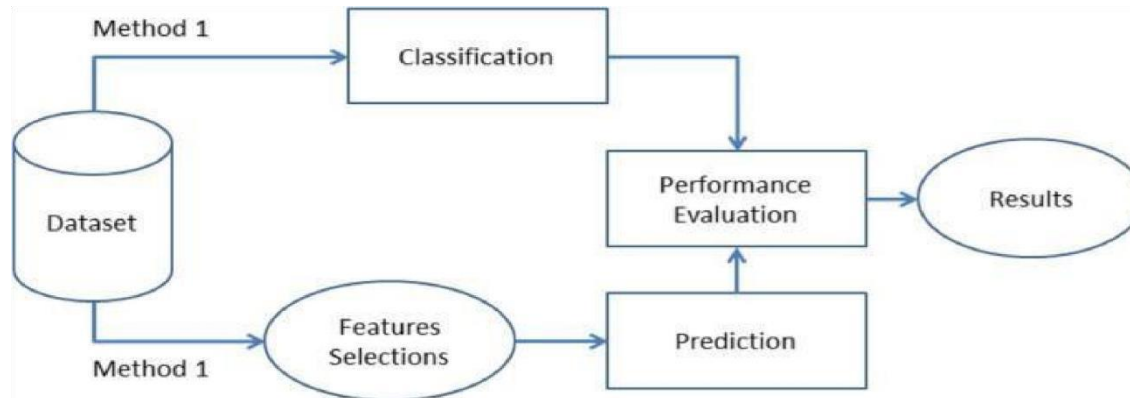 Method 1
Classification
Dataset
Performance
Evaluation
Results
Features
Selections
Prediction
Method 1